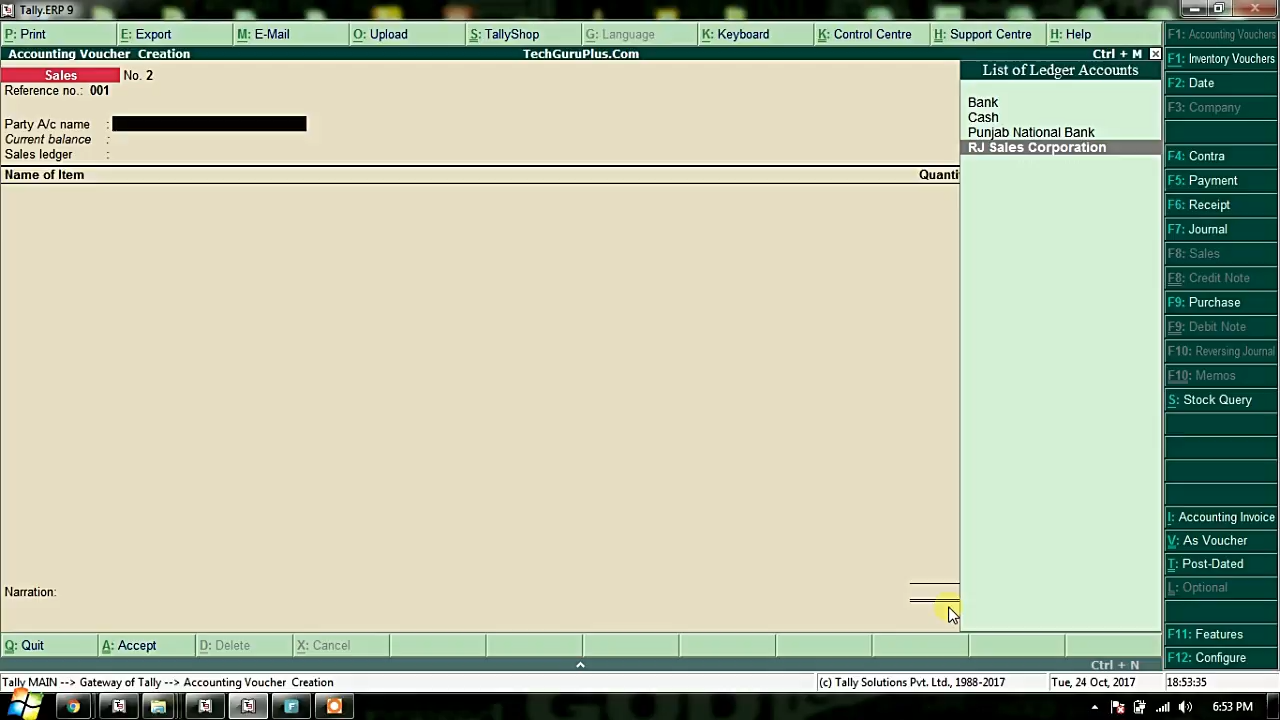 Tally.ERP 9
P: Print E: Export M: E-Mail O: Upload S: TallyShop G: Language K: Keyboard K: Control Centre H: Support Centre H: Help
Accounting Voucher Creation TechGuruPlus.Com Ctrl + M
Sales No. 2
Reference no.: 001
Party A/c name :
Current balance :
Sales ledger :
Name of Item Quanti
Narration:
List of Ledger Accounts
Bank
Cash
Punjab National Bank
RJ Sales Corporation
F1: Accounting Vouchers
F1: Inventory Vouchers
F2: Date
F3: Company
F4: Contra
F5: Payment
F6: Receipt
F7: Journal
F8: Sales
F8: Credit Note
F9: Purchase
F9: Debit Note
F10: Reversing Journal
F10: Memos
S: Stock Query
I: Accounting Invoice
V: As Voucher
T: Post-Dated
L: Optional
F11: Features
F12: Configure
Q: Quit A: Accept D: Delete X: Cancel
Ctrl + N
Tally MAIN --> Gateway of Tally --> Accounting Voucher Creation (c) Tally Solutions Pvt. Ltd., 1988-2017 Tue, 24 Oct, 2017 18:53:35
6:53 PM